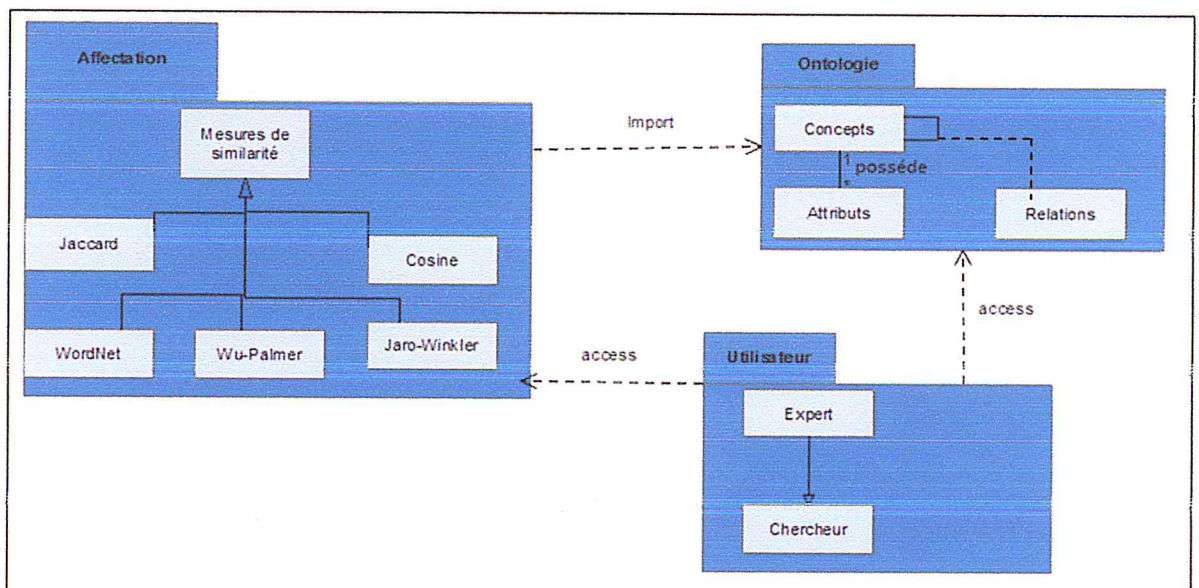 Affectation
Mesures de
similarité
Jaccard
Cosine
WordNet
Wu-Palmer
Jaro-Winkler
Import
Ontologie
Concepts
1
posséde
*
Attributs
Relations
access
access
Utilisateur
Expert
Chercheur